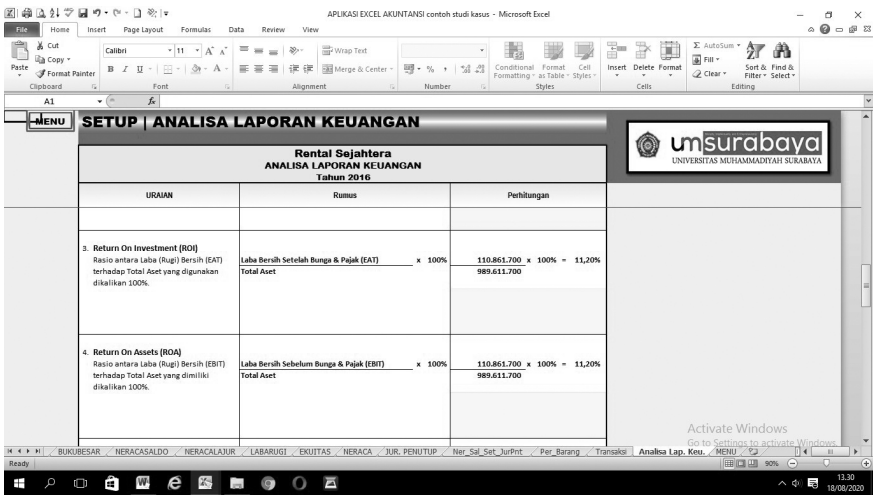 APLIKASI EXCEL AKUNTANSI contoh studi kasus - Microsoft Excel
File Home Insert Page Layout Formulas Data Review View
Paste
Cut
Copy
Format Painter
Clipboard
Calibri 11
B I U
Font
Wrap Text
Merge & Center
Alignment
% ,
Number
Conditional Formatting
Format as Table
Cell Styles
Styles
Insert Delete Format
Cells
Σ AutoSum
Fill
Clear
Sort & Filter
Find & Select
Editing
A1 fx
MENU
SETUP | ANALISA LAPORAN KEUANGAN
umsurabaya
UNIVERSITAS MUHAMMADIYAH SURABAYA
Rental Sejahtera
ANALISA LAPORAN KEUANGAN
Tahun 2016
URAIAN Rumus Perhitungan
3. Return On Investment (ROI)
Rasio antara Laba (Rugi) Bersih (EAT) Laba Bersih Setelah Bunga & Pajak (EAT) x 100% 110.861.700 x 100% = 11,20%
terhadap Total Aset yang digunakan Total Aset 989.611.700
dikalikan 100%.
4. Return On Assets (ROA)
Rasio antara Laba (Rugi) Bersih (EBIT) Laba Bersih Sebelum Bunga & Pajak (EBIT) x 100% 110.861.700 x 100% = 11,20%
terhadap Total Aset yang dimiliki Total Aset 989.611.700
dikalikan 100%.
Activate Windows
Go to Settings to activate Windows.
BUKUBESAR NERACASALDO NERACALAJUR LABARUGI EKUITAS NERACA JUR. PENUTUP Ner_Sal_Set_JurPnt Per_Barang Transaksi Analisa Lap. Keu. MENU
Ready 90%
13.30
18/08/2020